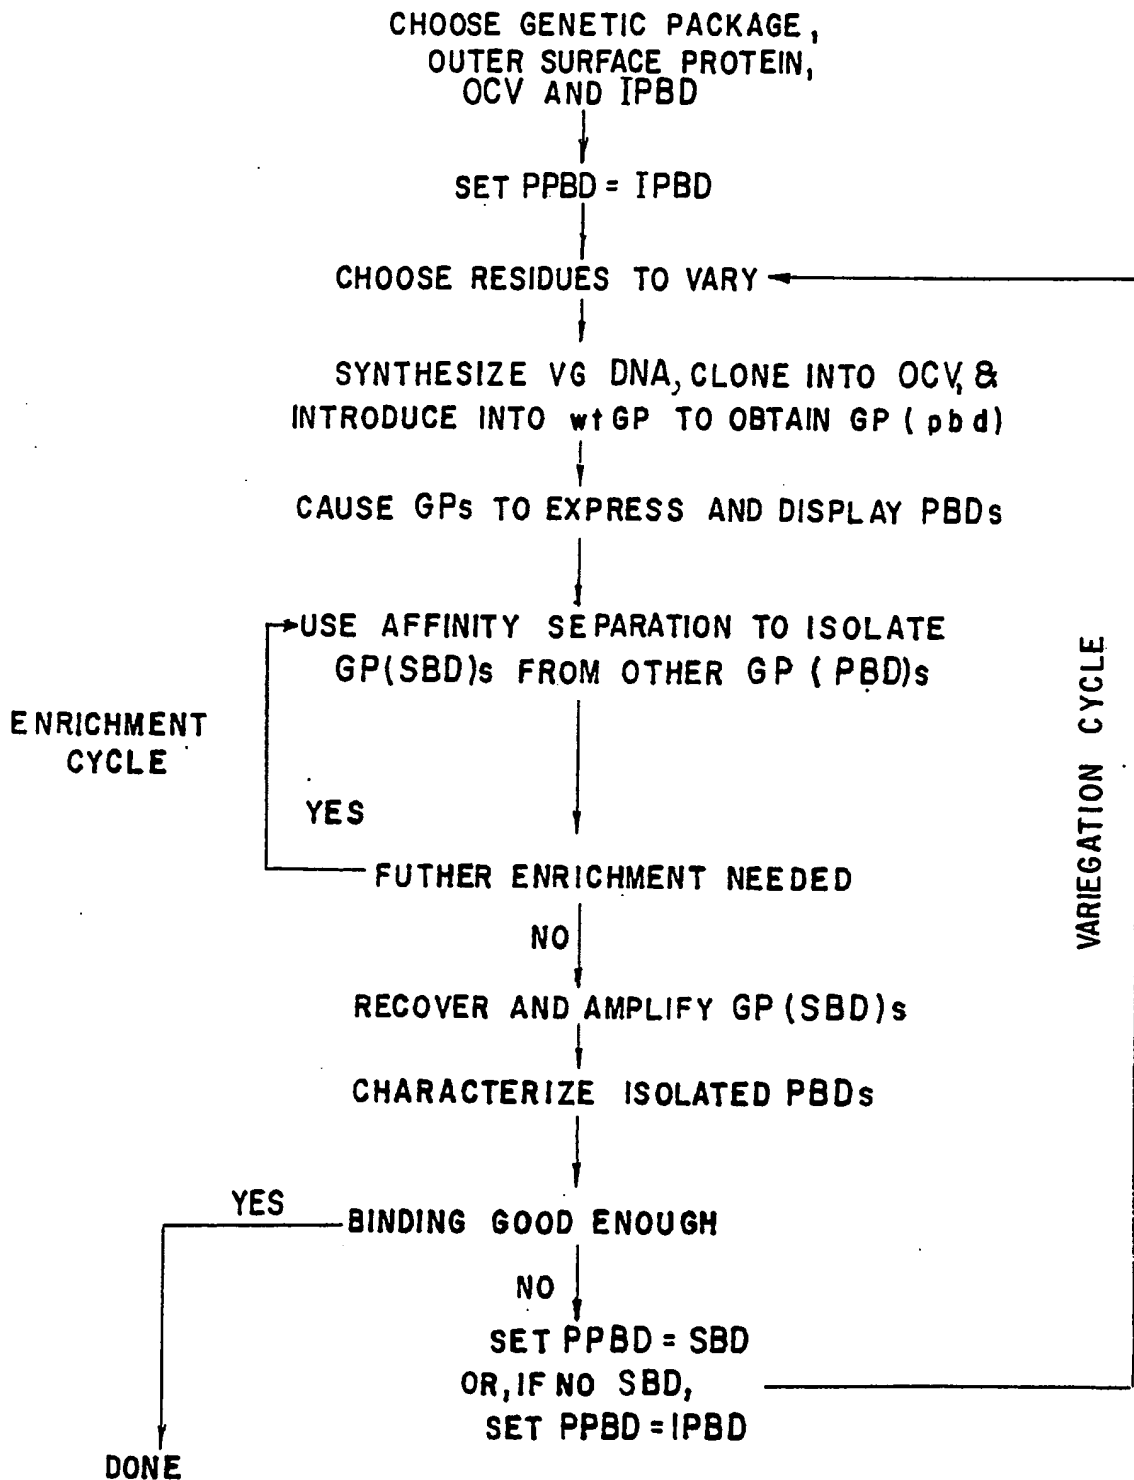 CHOOSE GENETIC PACKAGE,
OUTER SURFACE PROTEIN,
OCV AND IPBD
SET PPBD = IPBD
CHOOSE RESIDUES TO VARY
SYNTHESIZE VG DNA, CLONE INTO OCV, &
INTRODUCE INTO wtGP TO OBTAIN GP (pbd)
CAUSE GPs TO EXPRESS AND DISPLAY PBDs
USE AFFINITY SEPARATION TO ISOLATE
GP(SBD)s FROM OTHER GP (PBD)s
ENRICHMENT
CYCLE
YES
FUTHER ENRICHMENT NEEDED
VARIEGATION CYCLE
NO
RECOVER AND AMPLIFY GP (SBD)s
CHARACTERIZE ISOLATED PBDs
YES
BINDING GOOD ENOUGH
NO
SET PPBD = SBD
OR, IF NO SBD,
SET PPBD = IPBD
DONE